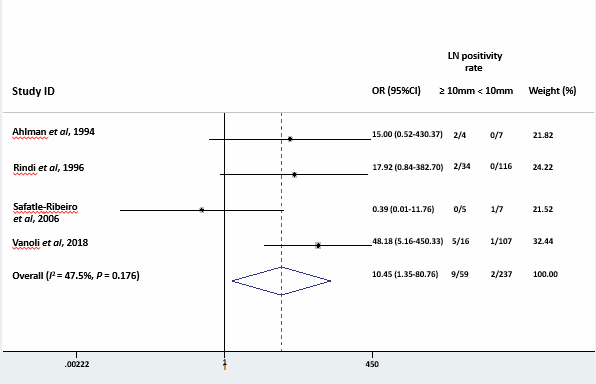 LN positivity
rate
Study ID OR (95%CI) ≥ 10mm < 10mm Weight (%)
Ahlman et al, 1994 15.00 (0.52-430.37) 2/4 0/7 21.82
Rindi et al, 1996 17.92 (0.84-382.70) 2/34 0/116 24.22
Safatle-Ribeiro
et al, 2006 0.39 (0.01-11.76) 0/5 1/7 21.52
Vanoli et al, 2018 48.18 (5.16-450.33) 5/16 1/107 32.44
Overall (I² = 47.5%, P = 0.176) 10.45 (1.35-80.76) 9/59 2/237 100.00
.00222 1 450